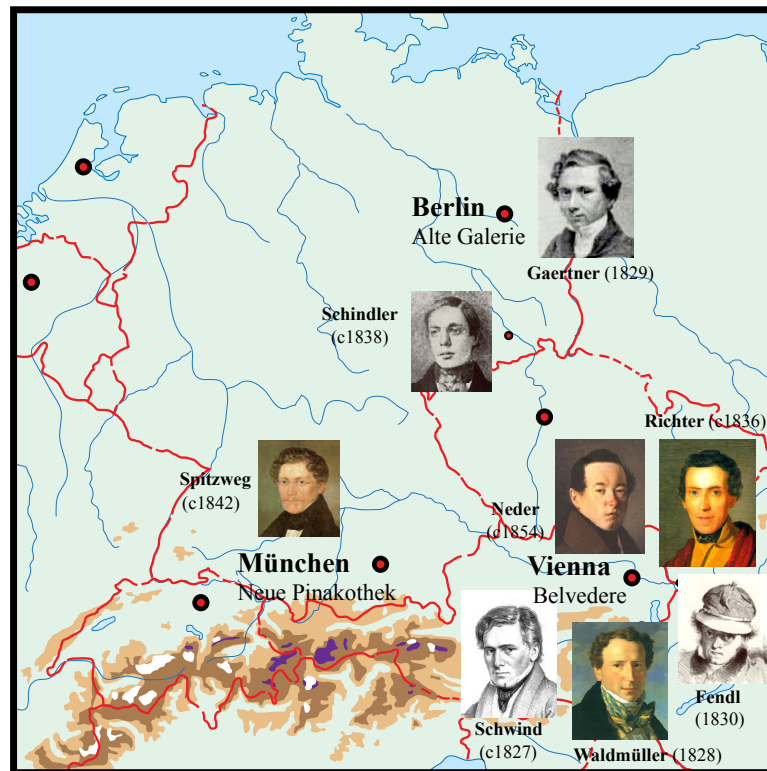 Berlin
Alte Galerie
Gaertner (1829)
Schindler
(c1838)
Richter (c1836)
Spitzweg
(c1842)
Neder
(c1854)
München
Neue Pinakothek
Vienna
Belvedere
Schwind
(c1827)
Waldmüller (1828)
Fendl
(1830)